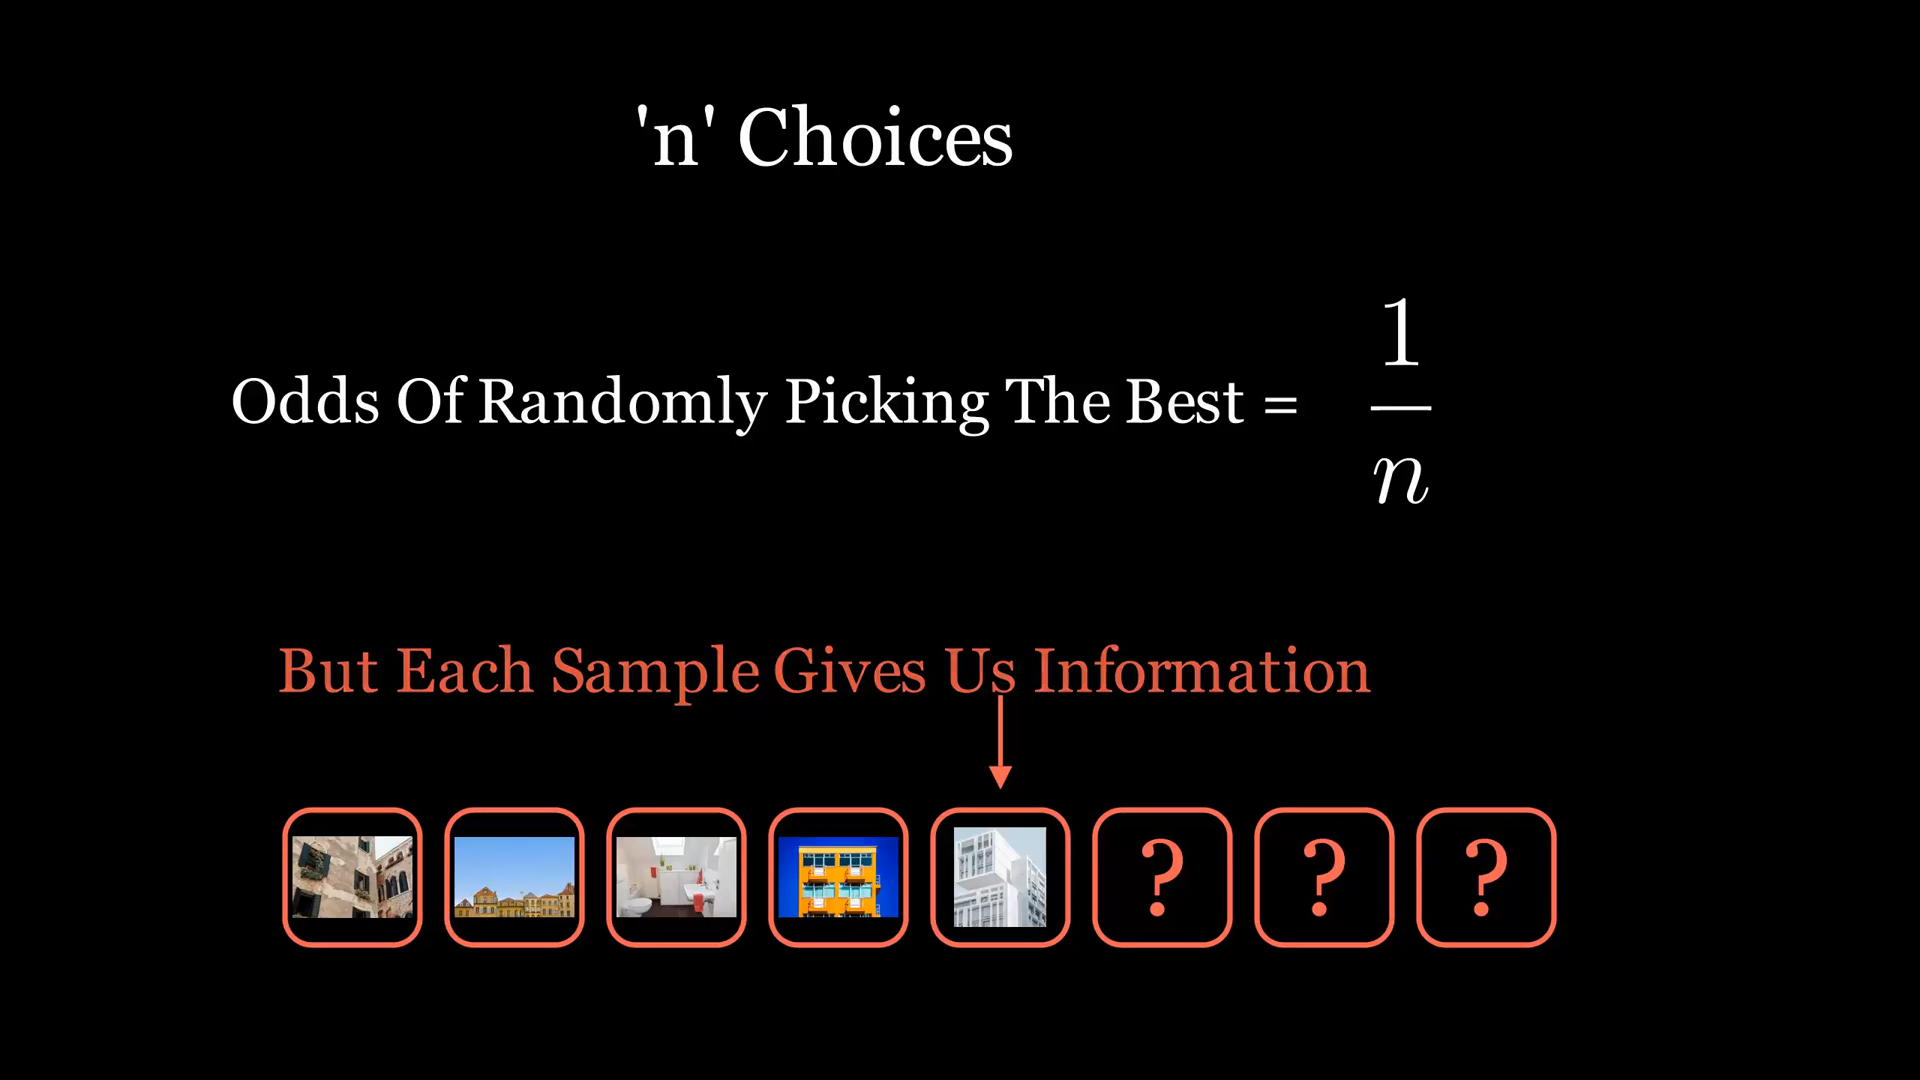 'n' Choices
Odds Of Randomly Picking The Best = 1/n
But Each Sample Gives Us Information
? ? ?